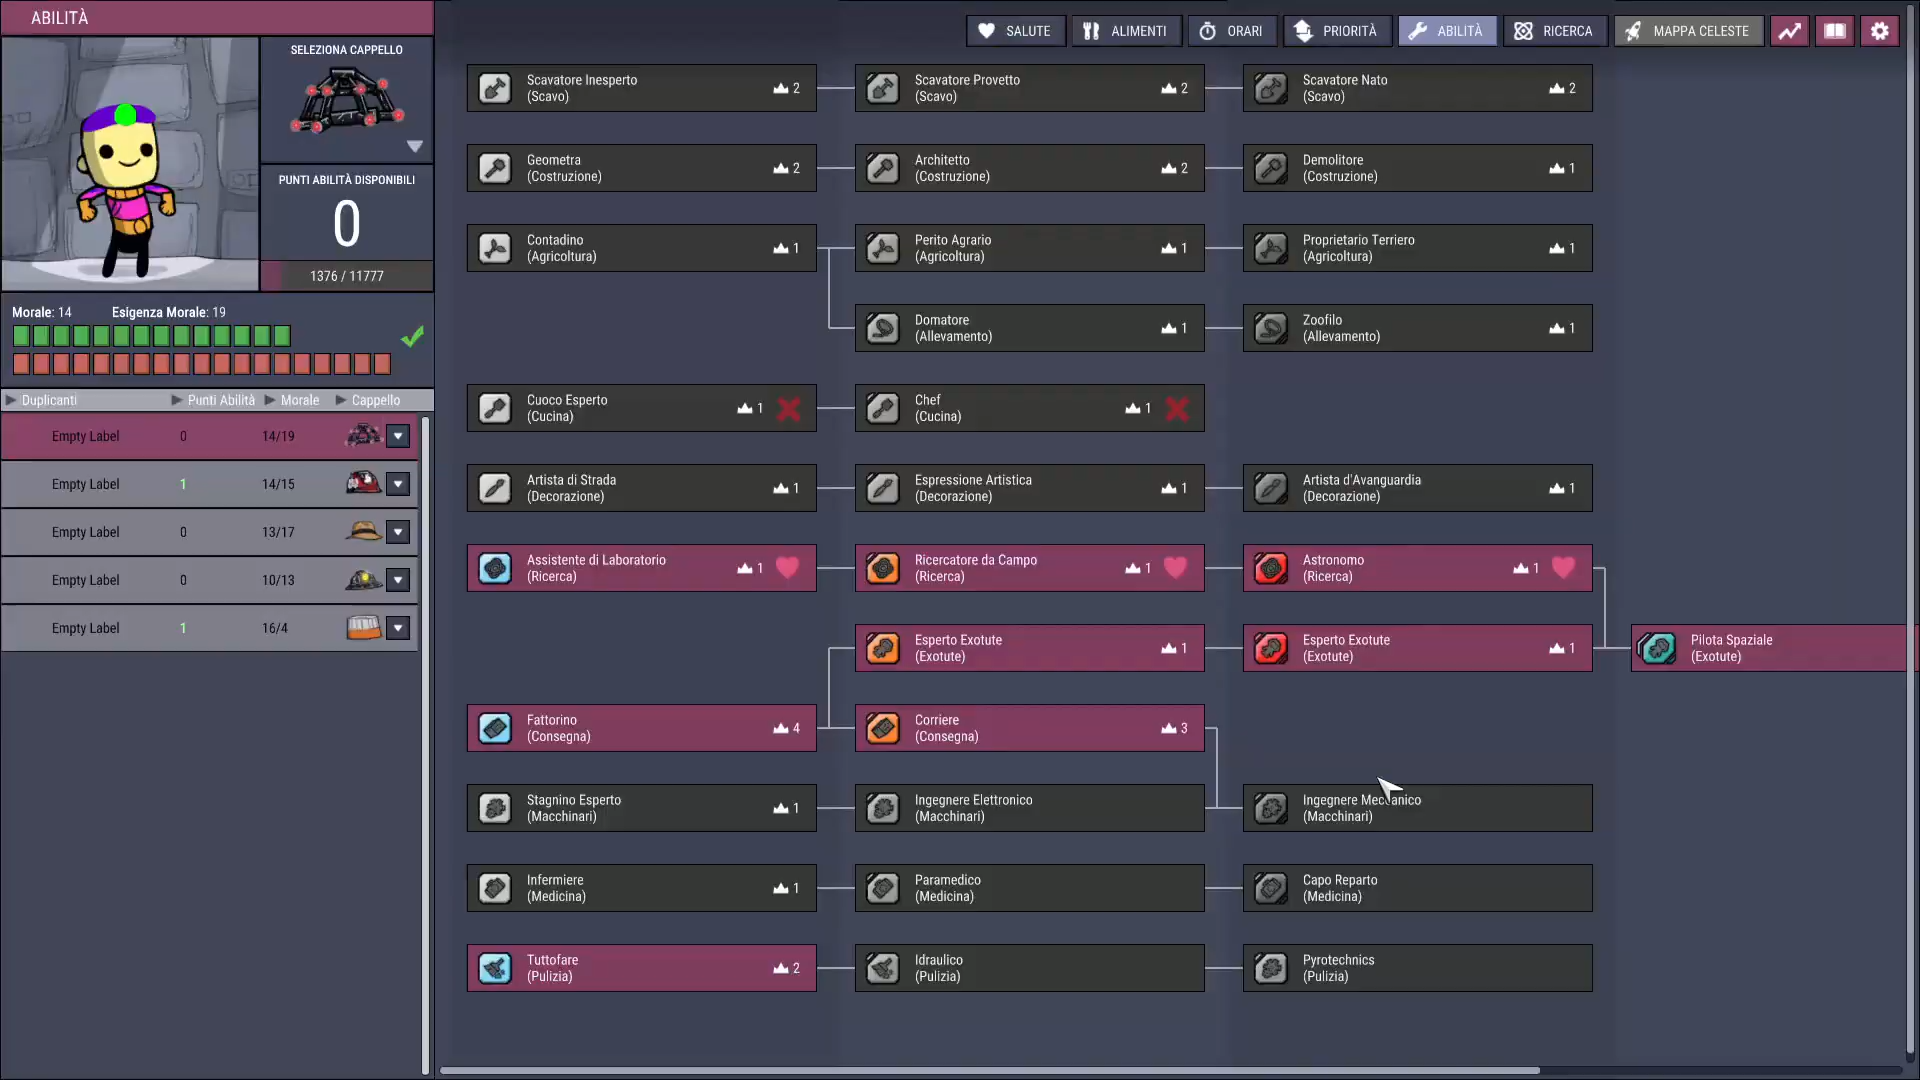 ABILITÀ
SELEZIONA CAPPELLO
PUNTI ABILITÀ DISPONIBILI
0
1376 / 11777
Morale: 14 Esigenza Morale: 19
Duplicanti Punti Abilità Morale Cappello
Empty Label 0 14/19
Empty Label 1 14/15
Empty Label 0 13/17
Empty Label 0 10/13
Empty Label 1 16/4
SALUTE ALIMENTI ORARI PRIORITÀ ABILITÀ RICERCA MAPPA CELESTE
Scavatore Inesperto
(Scavo)
2
Scavatore Provetto
(Scavo)
2
Scavatore Nato
(Scavo)
2
Geometra
(Costruzione)
2
Architetto
(Costruzione)
2
Demolitore
(Costruzione)
1
Contadino
(Agricoltura)
1
Perito Agrario
(Agricoltura)
1
Proprietario Terriero
(Agricoltura)
1
Domatore
(Allevamento)
1
Zoofilo
(Allevamento)
1
Cuoco Esperto
(Cucina)
1
Chef
(Cucina)
1
Artista di Strada
(Decorazione)
1
Espressione Artistica
(Decorazione)
1
Artista d'Avanguardia
(Decorazione)
1
Assistente di Laboratorio
(Ricerca)
1
Ricercatore da Campo
(Ricerca)
1
Astronomo
(Ricerca)
1
Esperto Exotute
(Exotute)
1
Esperto Exotute
(Exotute)
1
Pilota Spaziale
(Exotute)
Fattorino
(Consegna)
4
Corriere
(Consegna)
3
Stagnino Esperto
(Macchinari)
1
Ingegnere Elettronico
(Macchinari)
Ingegnere Meccanico
(Macchinari)
Infermiere
(Medicina)
1
Paramedico
(Medicina)
Capo Reparto
(Medicina)
Tuttofare
(Pulizia)
2
Idraulico
(Pulizia)
Pyrotechnics
(Pulizia)